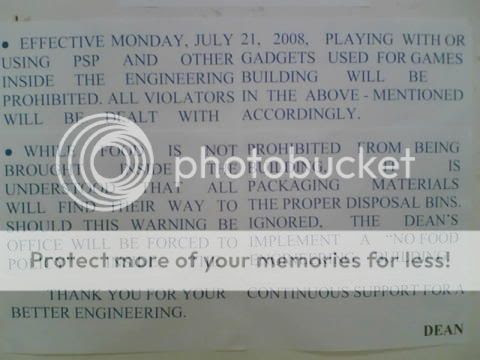 • EFFECTIVE MONDAY, JULY 21, 2008, PLAYING WITH OR
USING PSP AND OTHER GADGETS USED FOR GAMES
INSIDE THE ENGINEERING BUILDING WILL BE
PROHIBITED. ALL VIOLATORS IN THE ABOVE - MENTIONED
WILL BE DEALT WITH ACCORDINGLY.
• WHILE FOOD IS NOT PROHIBITED FROM BEING
BROUGHT INSIDE THE BUILDING, IT IS
UNDERSTOOD THAT ALL PACKAGING MATERIALS
WILL FIND THEIR WAY TO THE PROPER DISPOSAL BINS.
SHOULD THIS WARNING BE IGNORED, THE DEAN'S
OFFICE WILL BE FORCED TO IMPLEMENT A "NO FOOD
POLICY" INSIDE ENGINEERING BUILDING.
THANK YOU FOR YOUR CONTINUOUS SUPPORT FOR A
BETTER ENGINEERING.
DEAN
photobucket
Protect more of your memories for less!